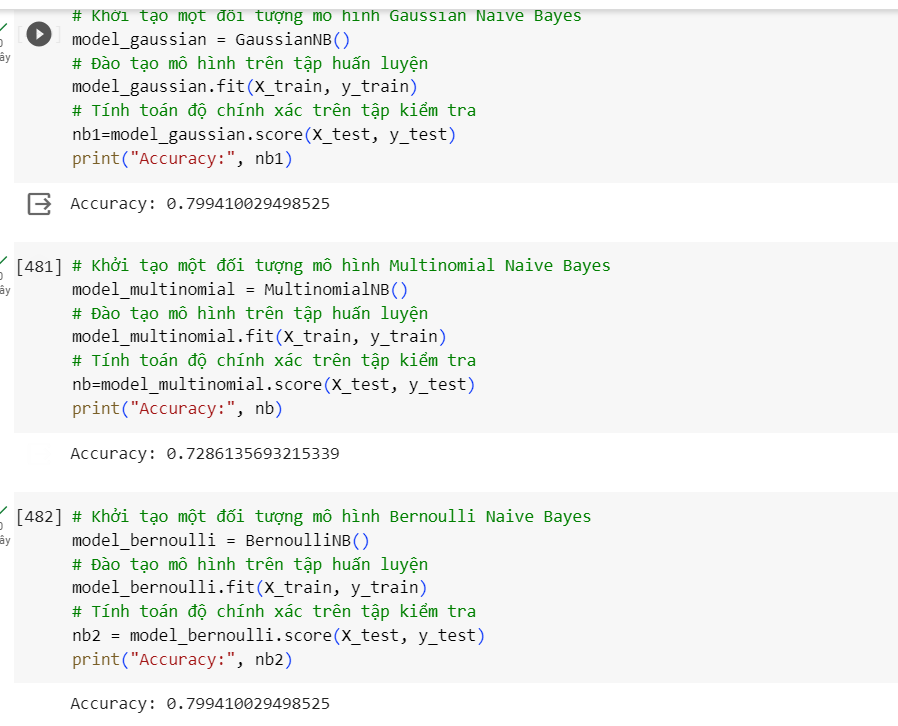 # Khởi tạo một đối tượng mô hình Gaussian Naive Bayes
model_gaussian = GaussianNB()
# Đào tạo mô hình trên tập huấn luyện
model_gaussian.fit(X_train, y_train)
# Tính toán độ chính xác trên tập kiểm tra
nb1=model_gaussian.score(X_test, y_test)
print("Accuracy:", nb1)
0
ây
Accuracy: 0.799410029498525
[481] # Khởi tạo một đối tượng mô hình Multinomial Naive Bayes
model_multinomial = MultinomialNB()
# Đào tạo mô hình trên tập huấn luyện
model_multinomial.fit(X_train, y_train)
# Tính toán độ chính xác trên tập kiểm tra
nb=model_multinomial.score(X_test, y_test)
print("Accuracy:", nb)
0
ây
Accuracy: 0.7286135693215339
[482] # Khởi tạo một đối tượng mô hình Bernoulli Naive Bayes
model_bernoulli = BernoulliNB()
# Đào tạo mô hình trên tập huấn luyện
model_bernoulli.fit(X_train, y_train)
# Tính toán độ chính xác trên tập kiểm tra
nb2 = model_bernoulli.score(X_test, y_test)
print("Accuracy:", nb2)
0
ây
Accuracy: 0.799410029498525